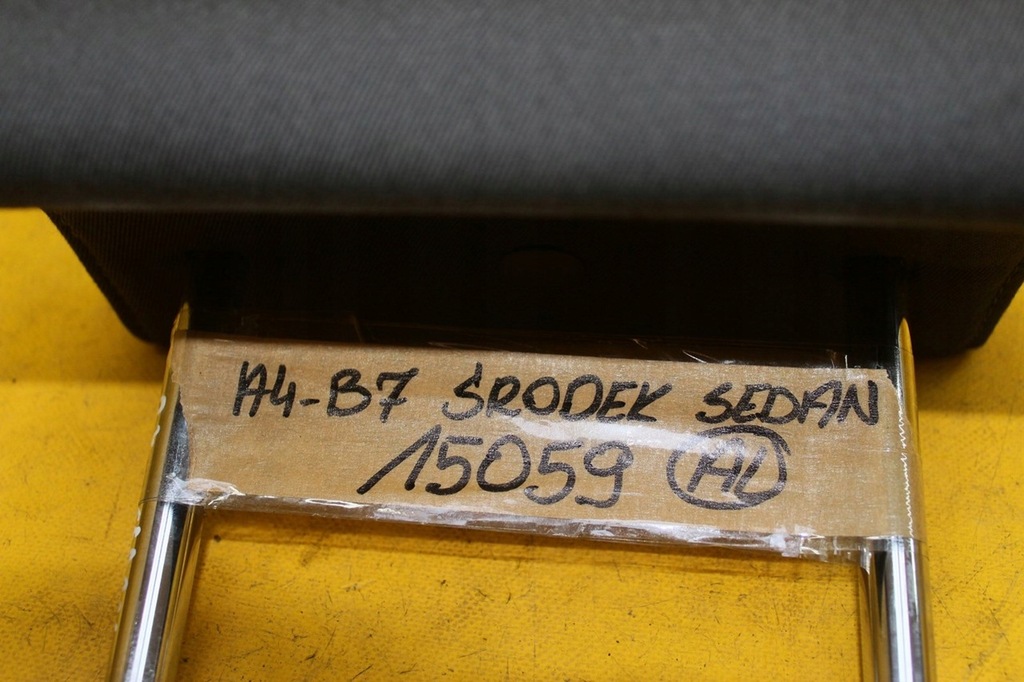 A4-B7 ŚRODEK SEDAN
15059 AL